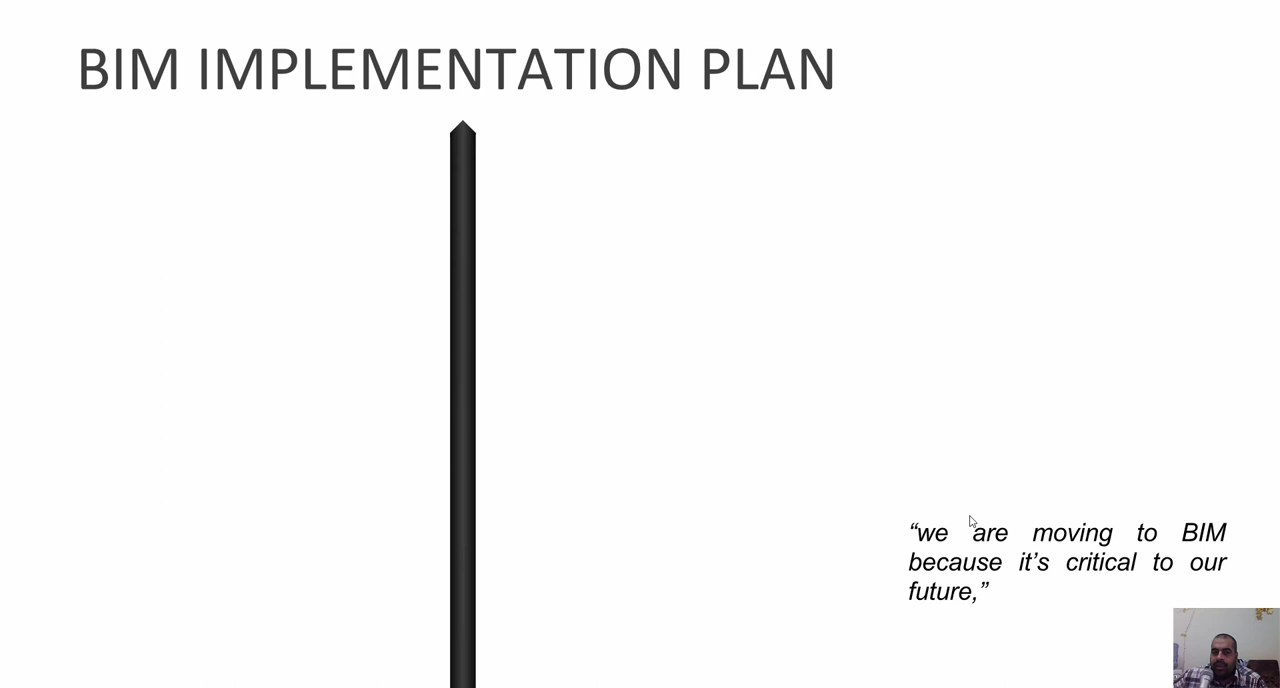 BIM IMPLEMENTATION PLAN
“we are moving to BIM
because it’s critical to our
future,”